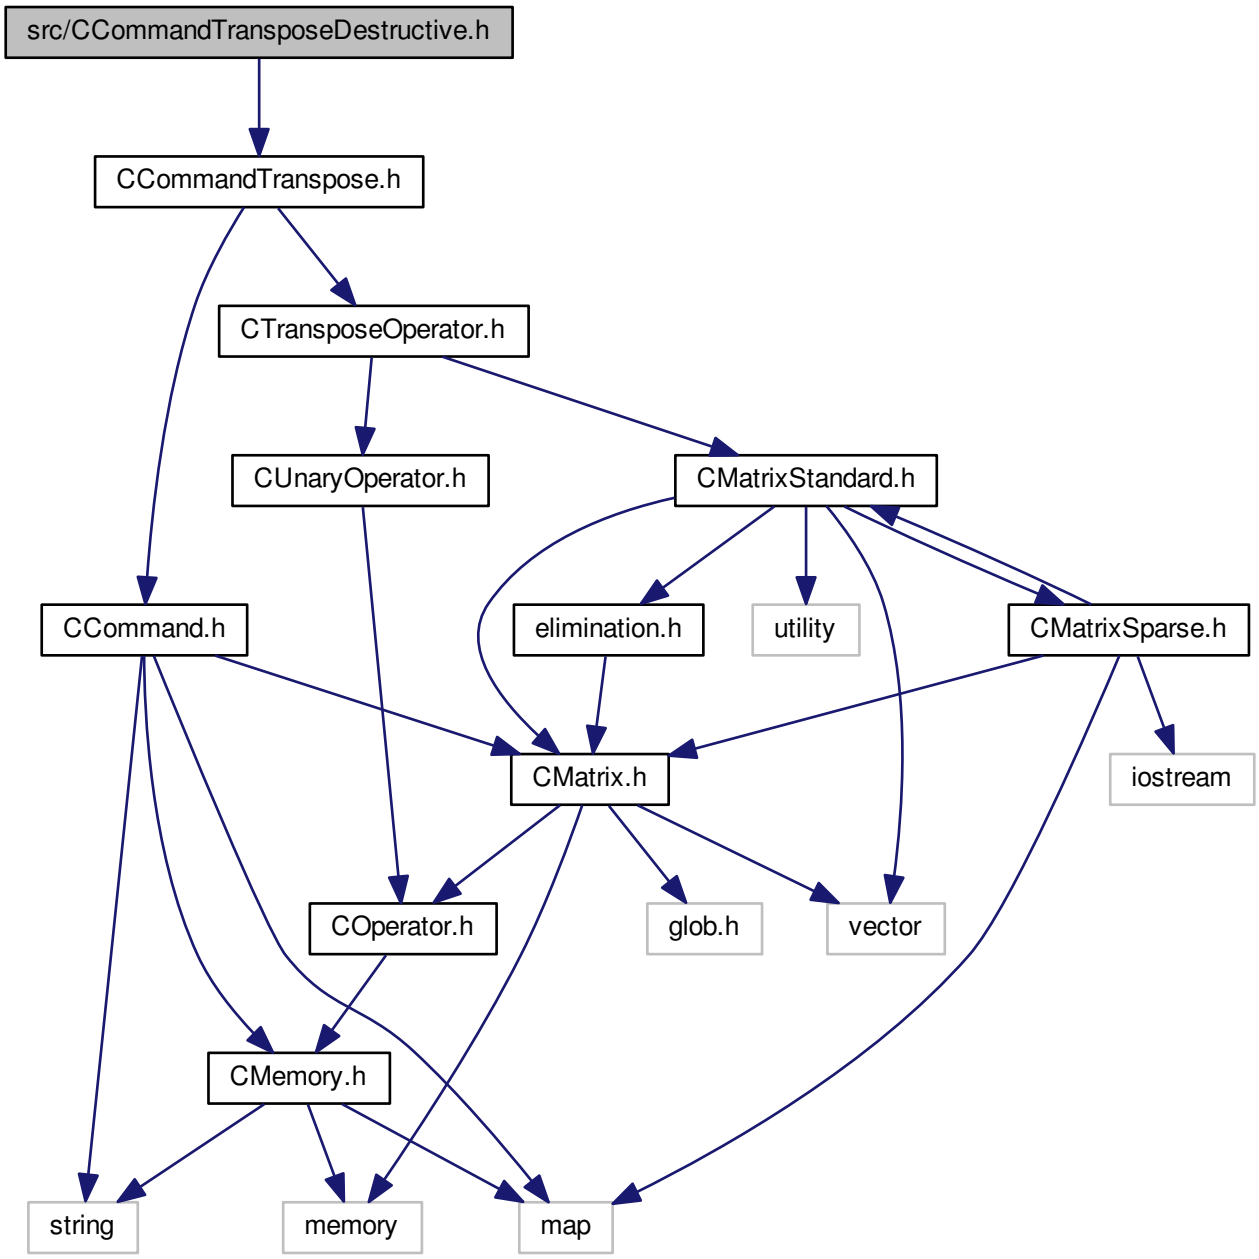 src/CCommandTransposeDestructive.h
CCommandTranspose.h
CTransposeOperator.h
CUnaryOperator.h
CMatrixStandard.h
CCommand.h
elimination.h
utility
CMatrixSparse.h
CMatrix.h
iostream
COperator.h
glob.h
vector
CMemory.h
string
memory
map